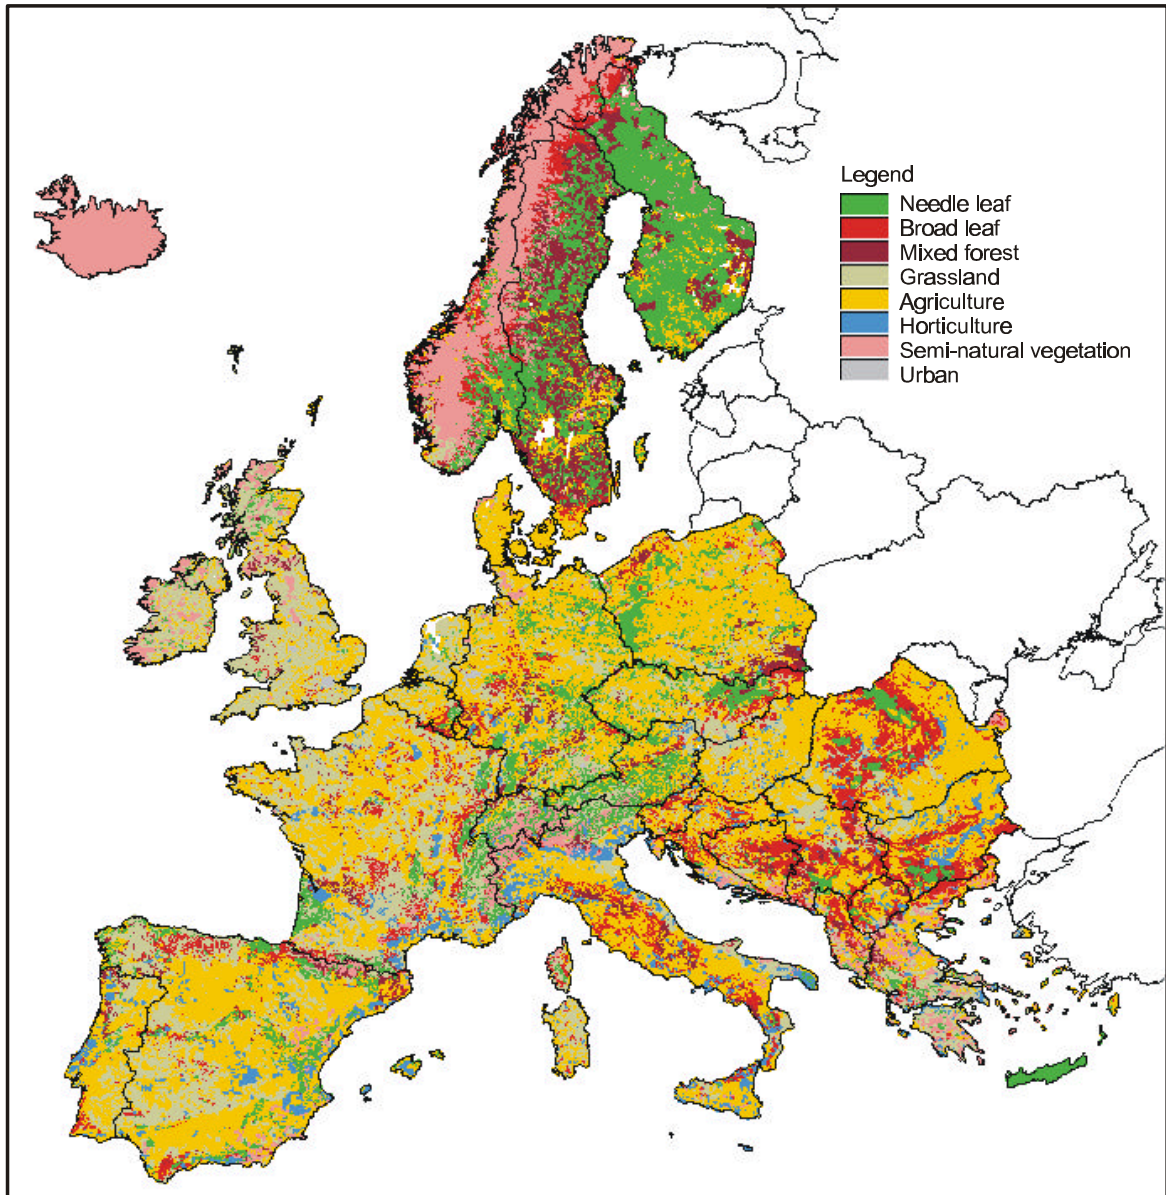 Legend
Needle leaf
Broad leaf
Mixed forest
Grassland
Agriculture
Horticulture
Semi-natural vegetation
Urban